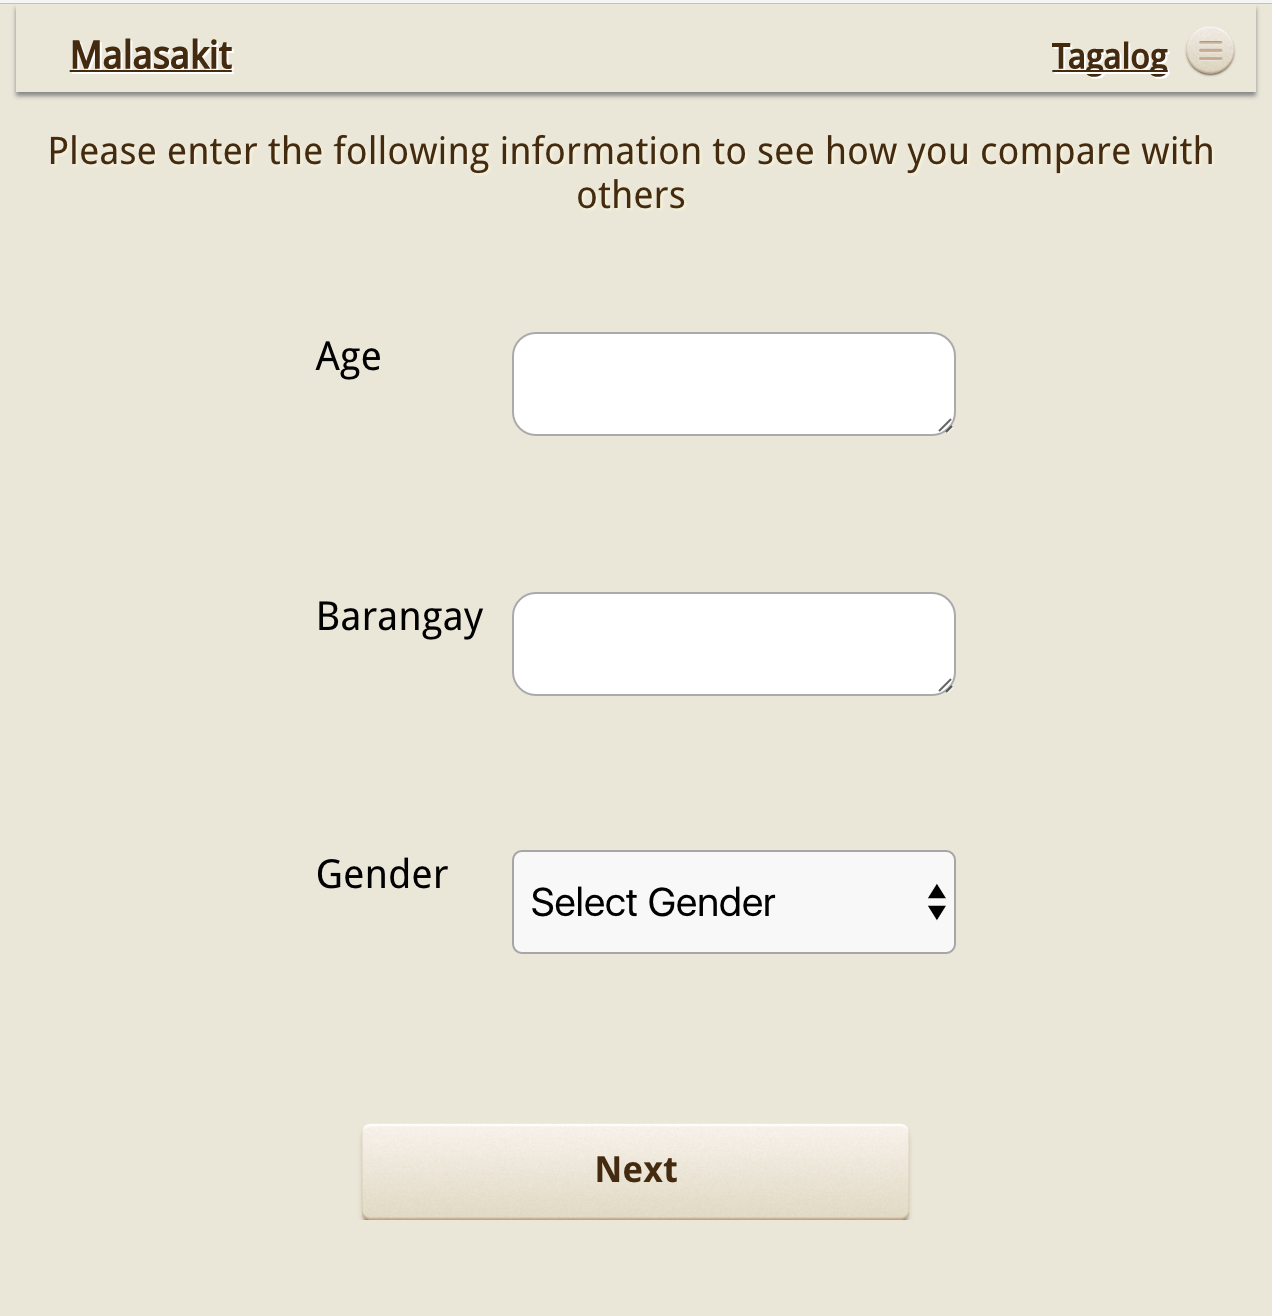 Malasakit
Tagalog
Please enter the following information to see how you compare with
others
Age
Barangay
Gender
Select Gender
Next